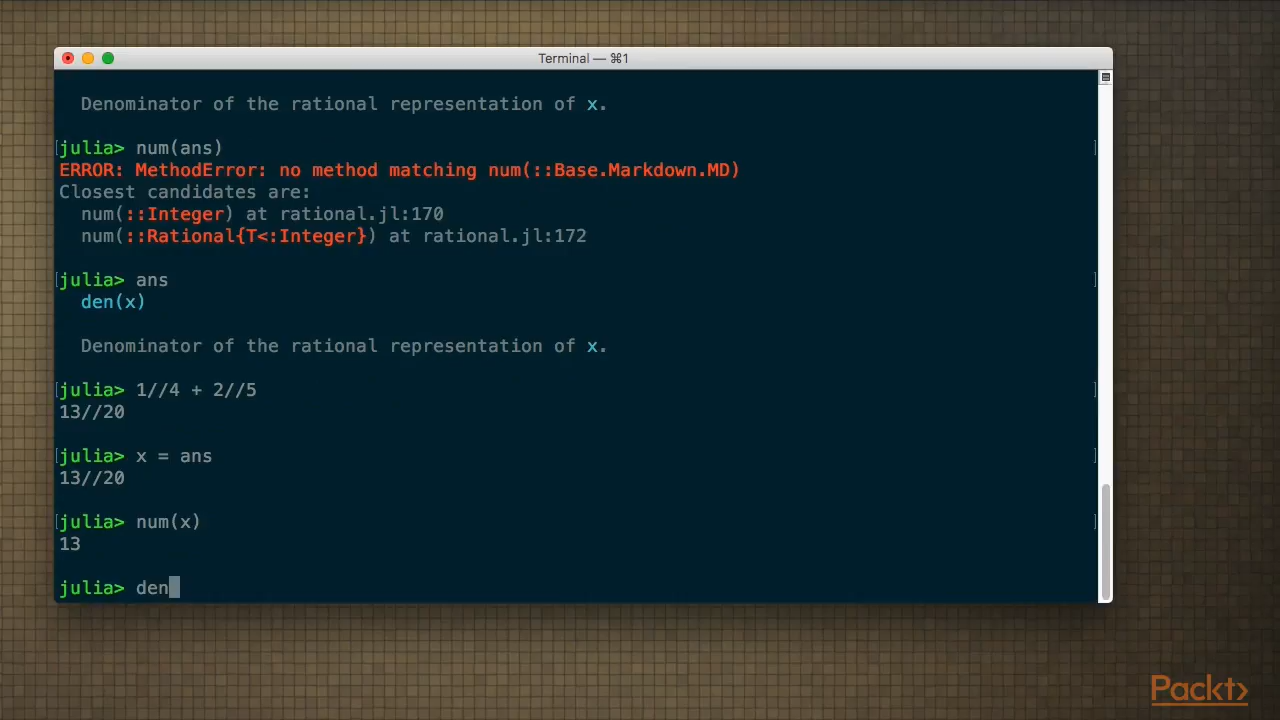 Terminal — ⌘1
Denominator of the rational representation of x.
julia> num(ans)
ERROR: MethodError: no method matching num(::Base.Markdown.MD)
Closest candidates are:
num(::Integer) at rational.jl:170
num(::Rational{T<:Integer}) at rational.jl:172
julia> ans
den(x)
Denominator of the rational representation of x.
julia> 1//4 + 2//5
13//20
julia> x = ans
13//20
julia> num(x)
13
julia> den
Packt>